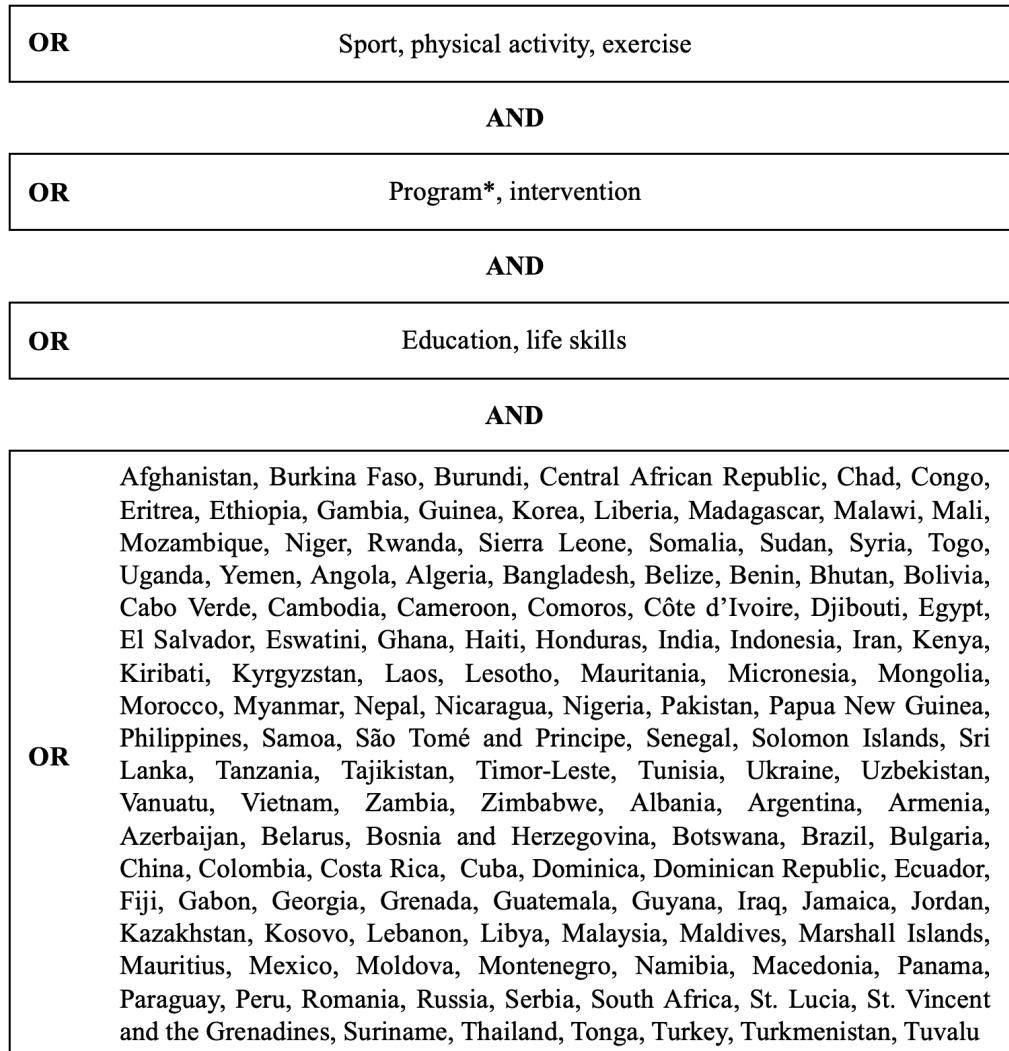 OR Sport, physical activity, exercise
AND
OR Program*, intervention
AND
OR Education, life skills
AND
Afghanistan, Burkina Faso, Burundi, Central African Republic, Chad, Congo,
Eritrea, Ethiopia, Gambia, Guinea, Korea, Liberia, Madagascar, Malawi, Mali,
Mozambique, Niger, Rwanda, Sierra Leone, Somalia, Sudan, Syria, Togo,
Uganda, Yemen, Angola, Algeria, Bangladesh, Belize, Benin, Bhutan, Bolivia,
Cabo Verde, Cambodia, Cameroon, Comoros, Côte d’Ivoire, Djibouti, Egypt,
El Salvador, Eswatini, Ghana, Haiti, Honduras, India, Indonesia, Iran, Kenya,
Kiribati, Kyrgyzstan, Laos, Lesotho, Mauritania, Micronesia, Mongolia,
Morocco, Myanmar, Nepal, Nicaragua, Nigeria, Pakistan, Papua New Guinea,
Philippines, Samoa, São Tomé and Principe, Senegal, Solomon Islands, Sri
OR
Lanka, Tanzania, Tajikistan, Timor-Leste, Tunisia, Ukraine, Uzbekistan,
Vanuatu, Vietnam, Zambia, Zimbabwe, Albania, Argentina, Armenia,
Azerbaijan, Belarus, Bosnia and Herzegovina, Botswana, Brazil, Bulgaria,
China, Colombia, Costa Rica, Cuba, Dominica, Dominican Republic, Ecuador,
Fiji, Gabon, Georgia, Grenada, Guatemala, Guyana, Iraq, Jamaica, Jordan,
Kazakhstan, Kosovo, Lebanon, Libya, Malaysia, Maldives, Marshall Islands,
Mauritius, Mexico, Moldova, Montenegro, Namibia, Macedonia, Panama,
Paraguay, Peru, Romania, Russia, Serbia, South Africa, St. Lucia, St. Vincent
and the Grenadines, Suriname, Thailand, Tonga, Turkey, Turkmenistan, Tuvalu